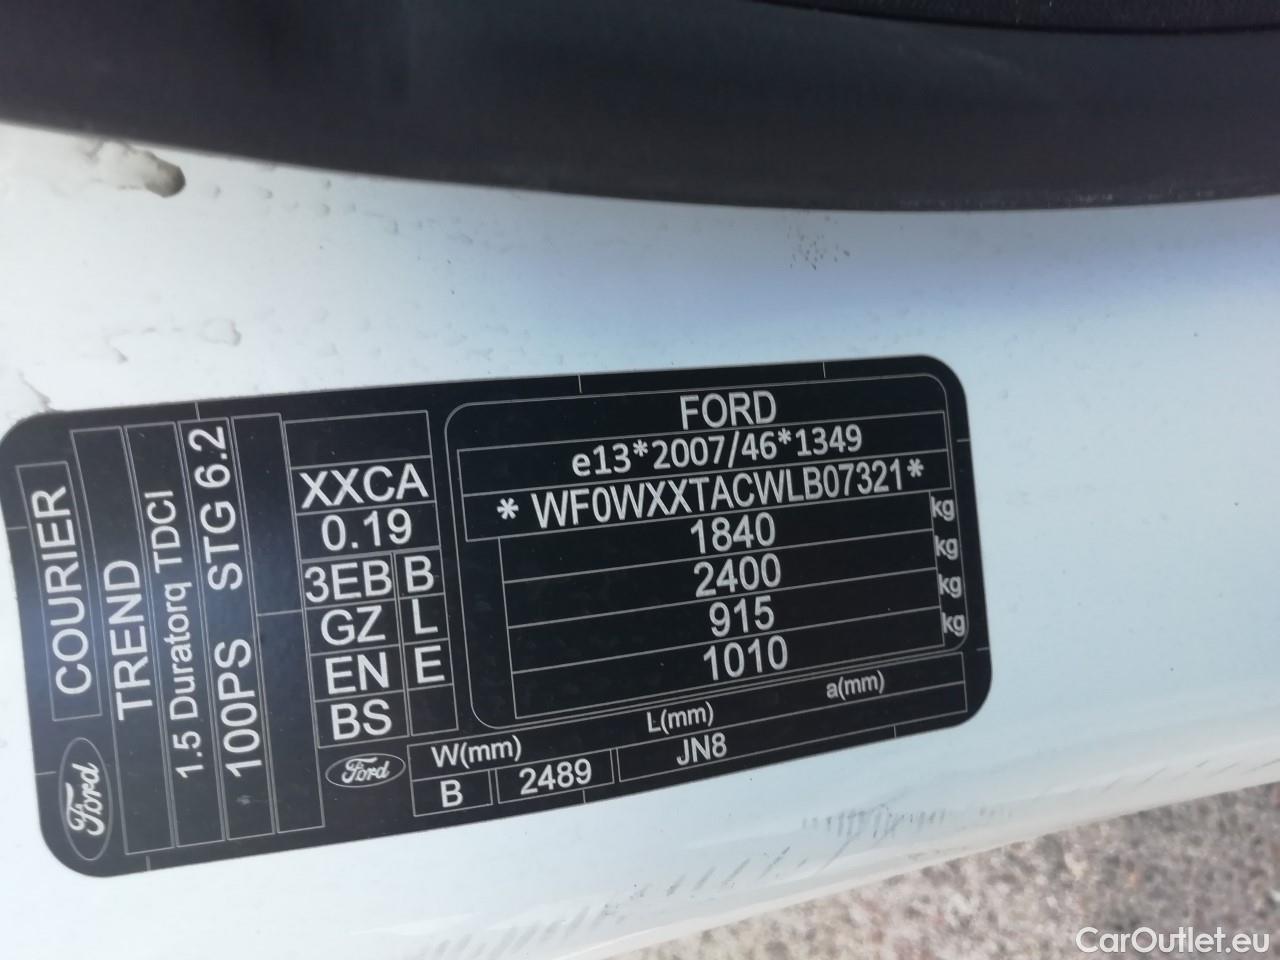 FORD
e13*2007/46*1349
* WF0WXXTACWLB07321 *
1840 kg
2400 kg
915 kg
1010 kg
W(mm) L(mm) a(mm)
B 2489 JN8
XXCA
0.19
3EB B
GZ L
EN E
BS
Ford
Ford COURIER
TREND
1.5 Duratorq TDCI
100PS STG 6.2
CarOutlet.eu